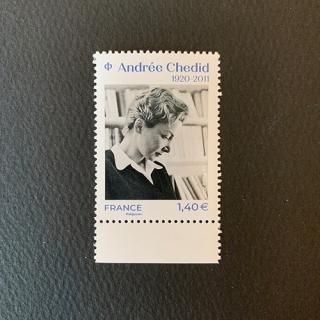 Andrée Chedid
1920-2011
FRANCE 1,40 €